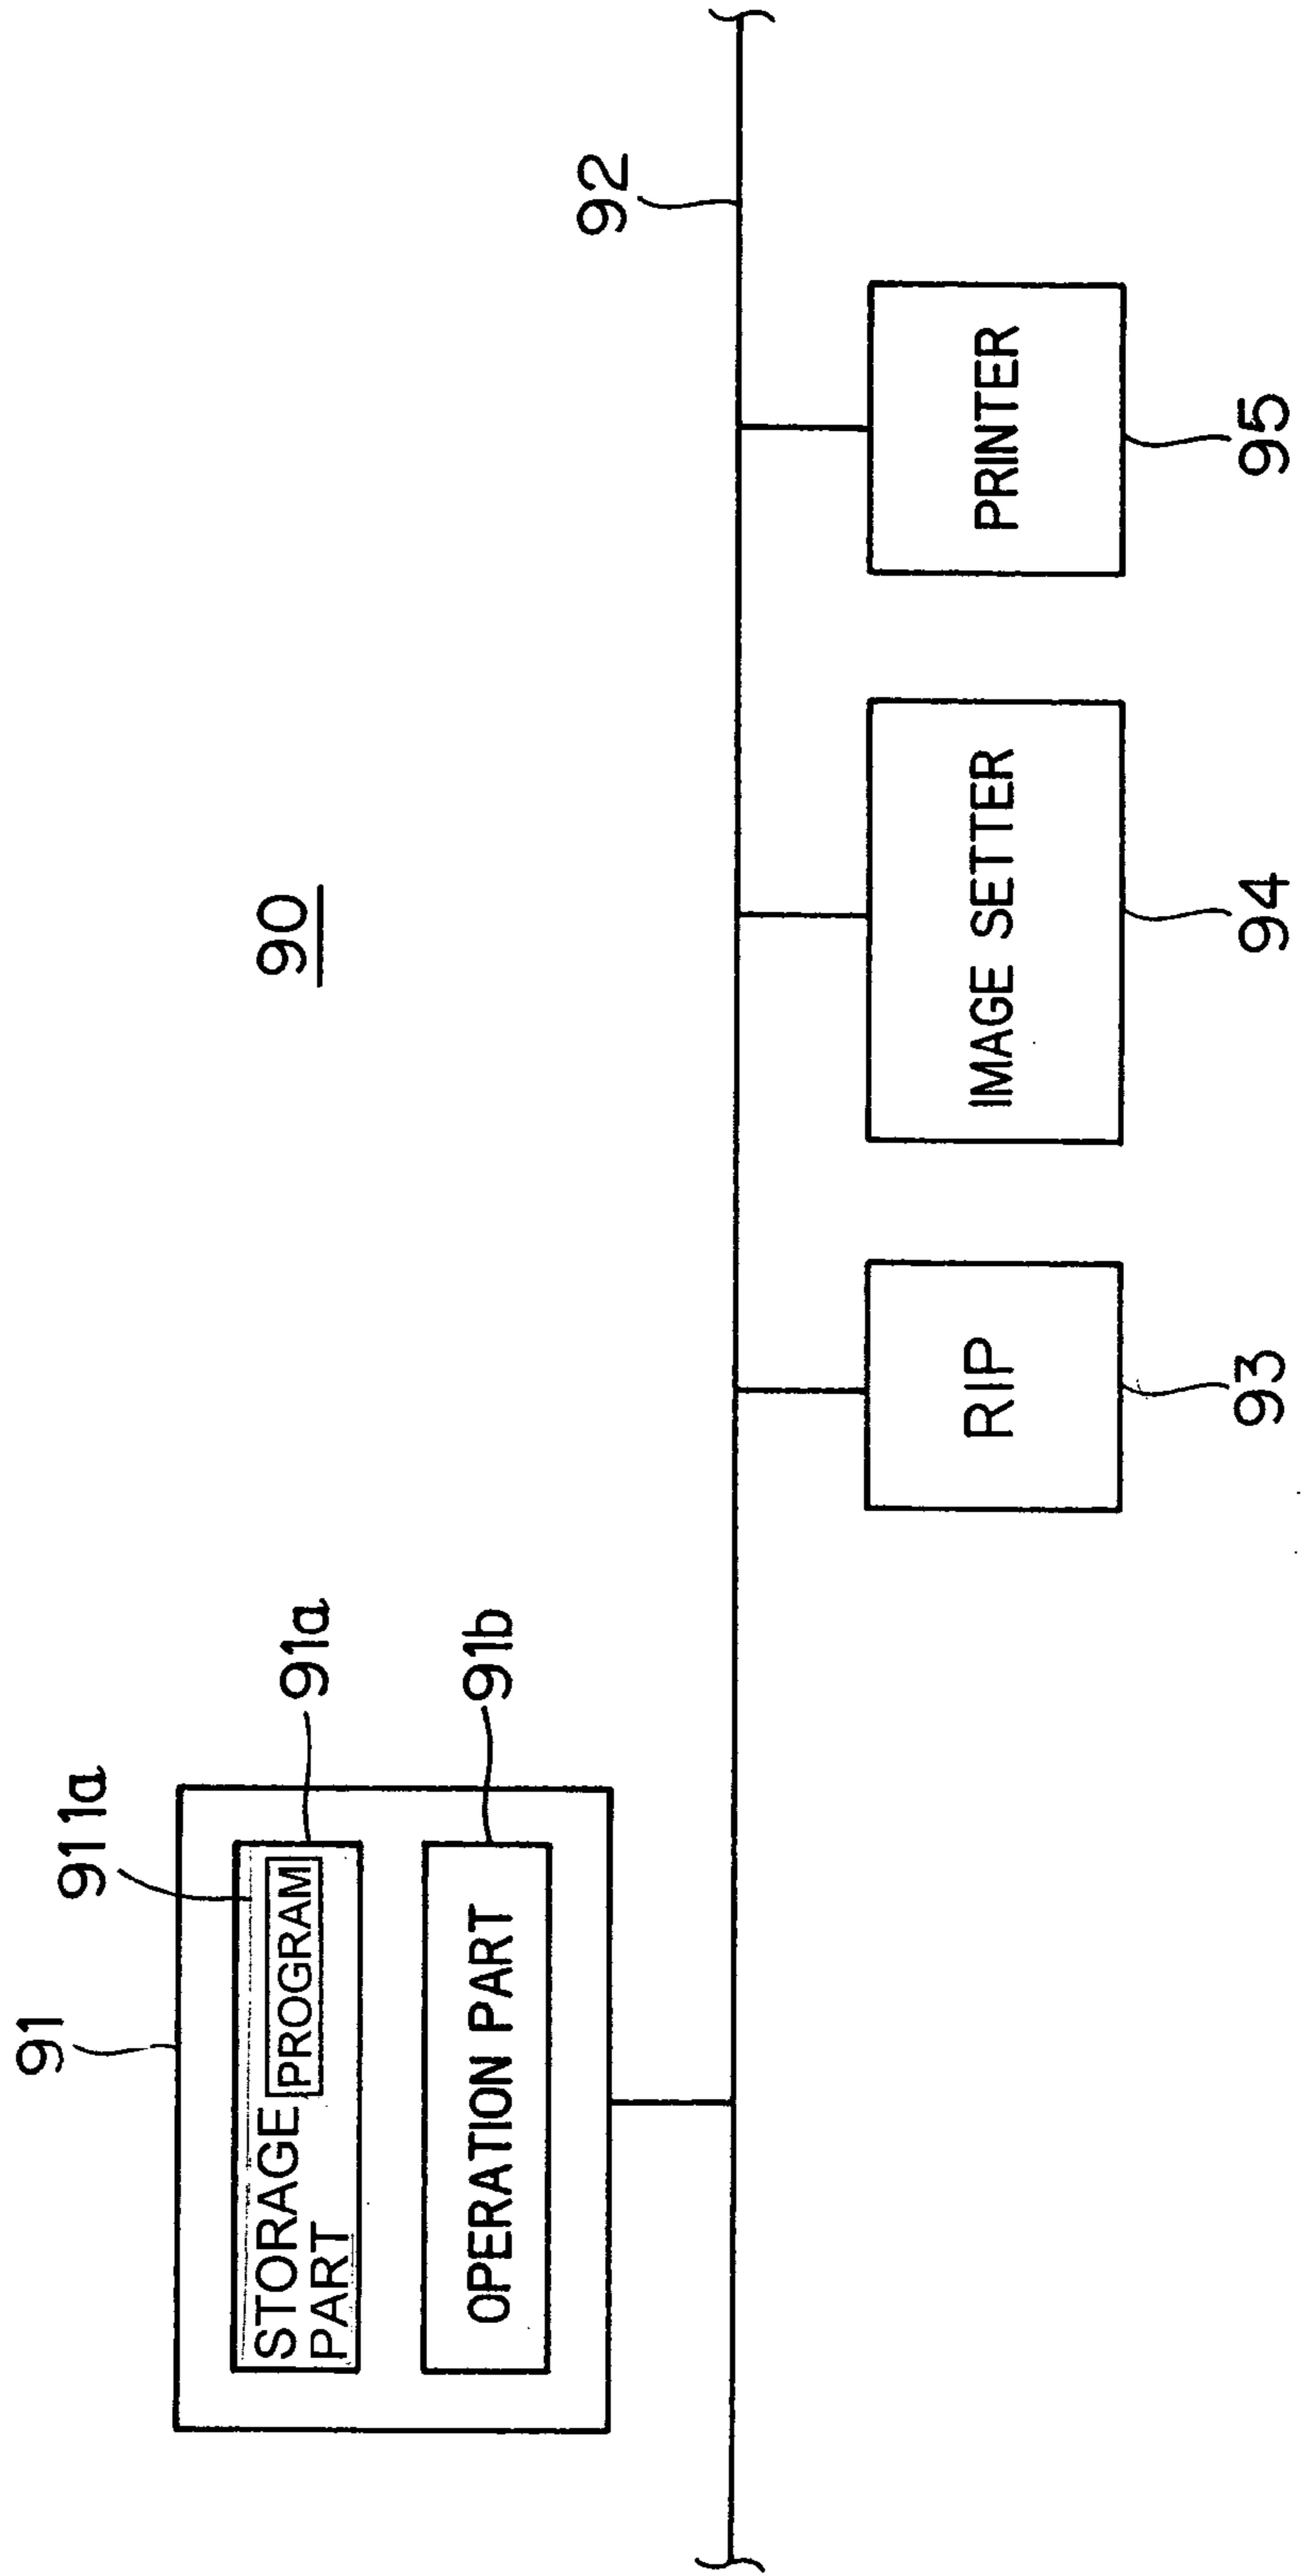 90
91
911a
91a
STORAGE
PART
PROGRAM
91b
OPERATION PART
92
RIP
IMAGE SETTER
PRINTER
93
94
95